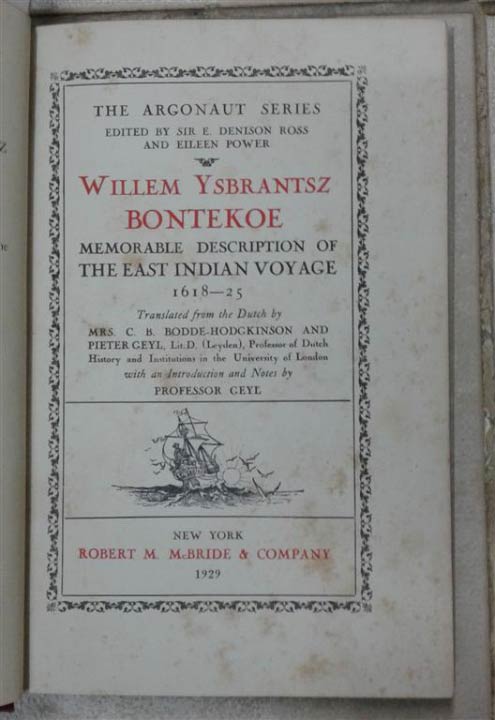 THE ARGONAUT SERIES
EDITED BY SIR E. DENISON ROSS
AND EILEEN POWER
WILLEM YSBRANTSZ
BONTEKOE
MEMORABLE DESCRIPTION OF
THE EAST INDIAN VOYAGE
1618—25
Translated from the Dutch by
MRS. C. B. BODDE-HODGKINSON AND
PIETER GEYL, Lit.D. (Leyden), Professor of Dutch
History and Institutions in the University of London
with an Introduction and Notes by
PROFESSOR GEYL
NEW YORK
ROBERT M. McBRIDE & COMPANY
1929